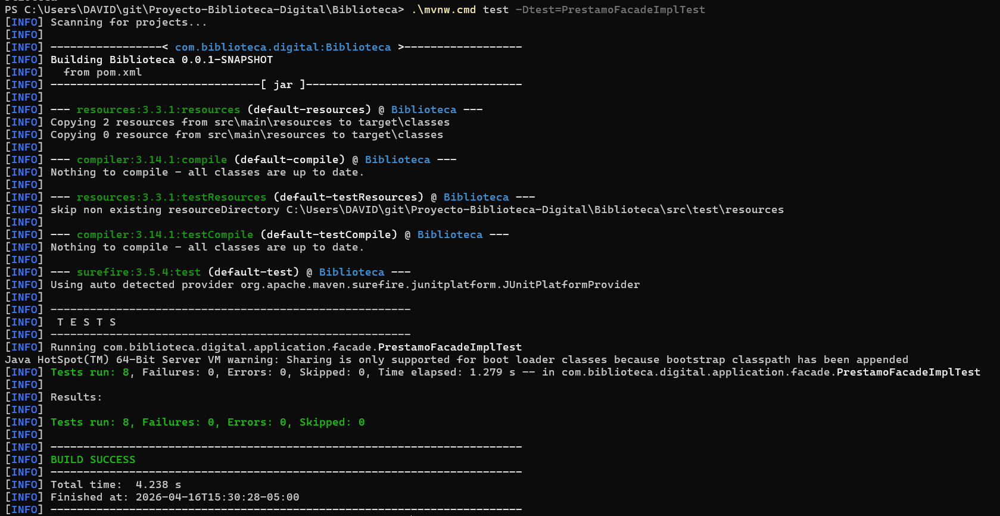 PS C:\Users\DAVID\git\Proyecto-Biblioteca-Digital\Biblioteca> .\mvnw.cmd test -Dtest=PrestamoFacadeImplTest
[INFO] Scanning for projects...
[INFO]
[INFO] -----------------< com.biblioteca.digital:Biblioteca >------------------
[INFO] Building Biblioteca 0.0.1-SNAPSHOT
[INFO]   from pom.xml
[INFO] --------------------------------[ jar ]---------------------------------
[INFO]
[INFO] --- resources:3.3.1:resources (default-resources) @ Biblioteca ---
[INFO] Copying 2 resources from src\main\resources to target\classes
[INFO] Copying 0 resource from src\main\resources to target\classes
[INFO]
[INFO] --- compiler:3.14.1:compile (default-compile) @ Biblioteca ---
[INFO] Nothing to compile - all classes are up to date.
[INFO]
[INFO] --- resources:3.3.1:testResources (default-testResources) @ Biblioteca ---
[INFO] skip non existing resourceDirectory C:\Users\DAVID\git\Proyecto-Biblioteca-Digital\Biblioteca\src\test\resources
[INFO]
[INFO] --- compiler:3.14.1:testCompile (default-testCompile) @ Biblioteca ---
[INFO] Nothing to compile - all classes are up to date.
[INFO]
[INFO] --- surefire:3.5.4:test (default-test) @ Biblioteca ---
[INFO] Using auto detected provider org.apache.maven.surefire.junitplatform.JUnitPlatformProvider
[INFO]
[INFO] -------------------------------------------------------
[INFO]  T E S T S
[INFO] -------------------------------------------------------
[INFO] Running com.biblioteca.digital.application.facade.PrestamoFacadeImplTest
Java HotSpot(TM) 64-Bit Server VM warning: Sharing is only supported for boot loader classes because bootstrap classpath has been appended
[INFO] Tests run: 8, Failures: 0, Errors: 0, Skipped: 0, Time elapsed: 1.279 s -- in com.biblioteca.digital.application.facade.PrestamoFacadeImplTest
[INFO]
[INFO] Results:
[INFO]
[INFO] Tests run: 8, Failures: 0, Errors: 0, Skipped: 0
[INFO]
[INFO] ------------------------------------------------------------------------
[INFO] BUILD SUCCESS
[INFO] ------------------------------------------------------------------------
[INFO] Total time:  4.238 s
[INFO] Finished at: 2026-04-16T15:30:28-05:00
[INFO] ------------------------------------------------------------------------